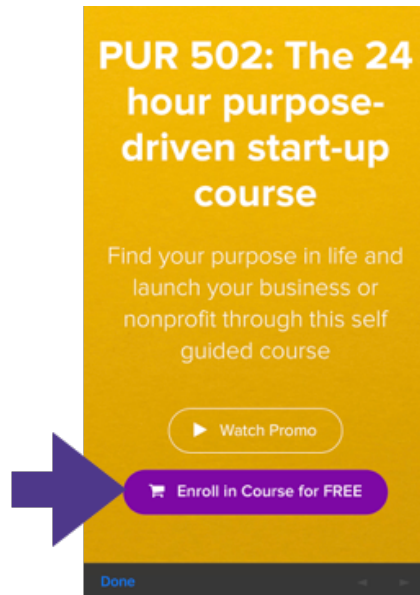 PUR 502: The 24
hour purpose-
driven start-up
course
Find your purpose in life and
launch your business or
nonprofit through this self
guided course
Watch Promo
Enroll in Course for FREE
Done